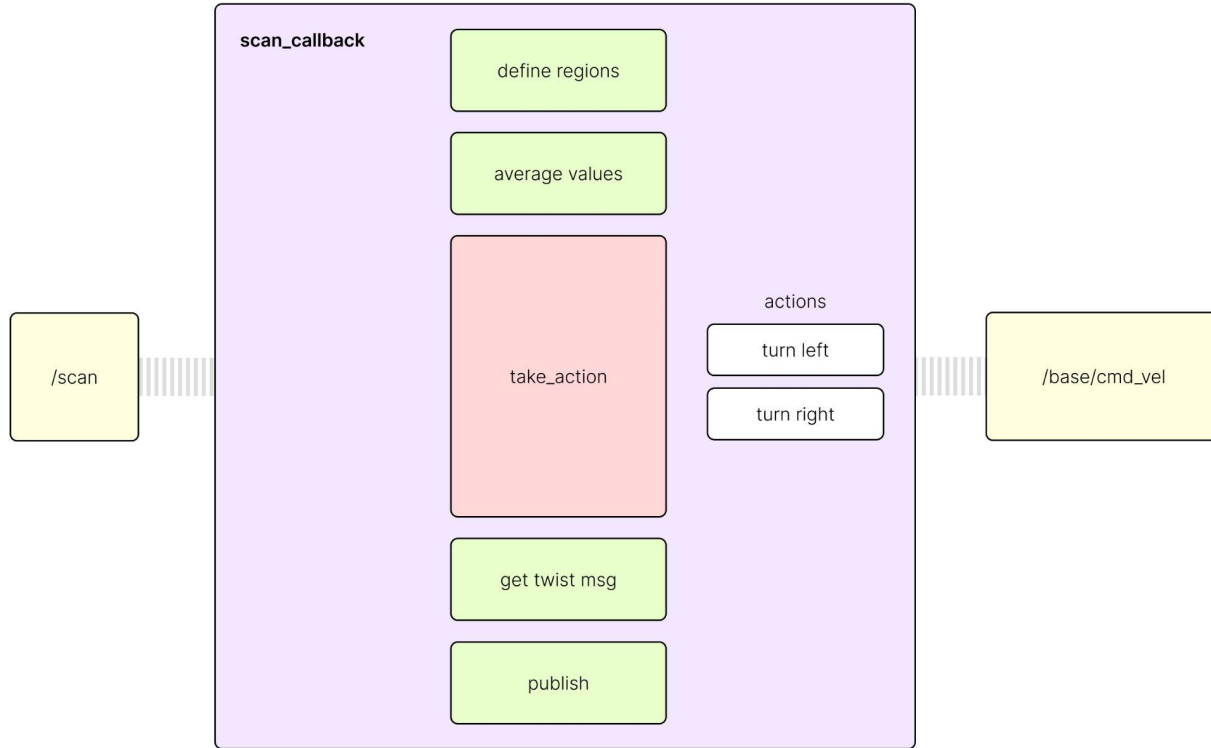 scan_callback
define regions
average values
/scan
take_action
actions
turn left
turn right
/base/cmd_vel
get twist msg
publish